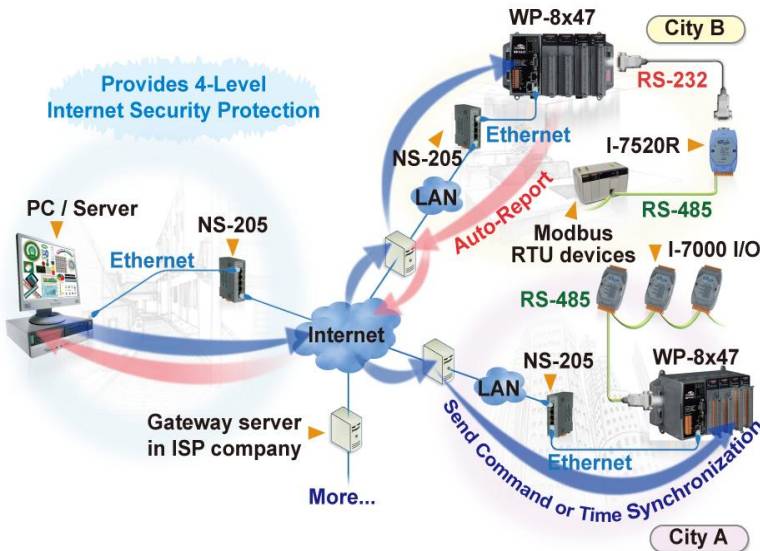 WP-8x47
City B
Provides 4-Level
Internet Security Protection
RS-232
Ethernet
NS-205
I-7520R
LAN
PC / Server
NS-205
Auto-Report
Modbus
RTU devices
RS-485
Ethernet
I-7000 I/O
RS-485
Internet
NS-205
WP-8x47
LAN
Gateway server
in ISP company
Ethernet
Send Command or Time Synchronization
More...
City A